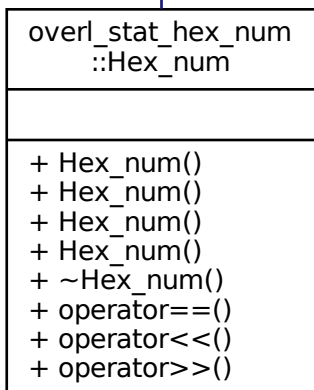 overl_stat_hex_num
::Hex_num
+ Hex_num()
+ Hex_num()
+ Hex_num()
+ Hex_num()
+ ~Hex_num()
+ operator==()
+ operator<<()
+ operator>>()